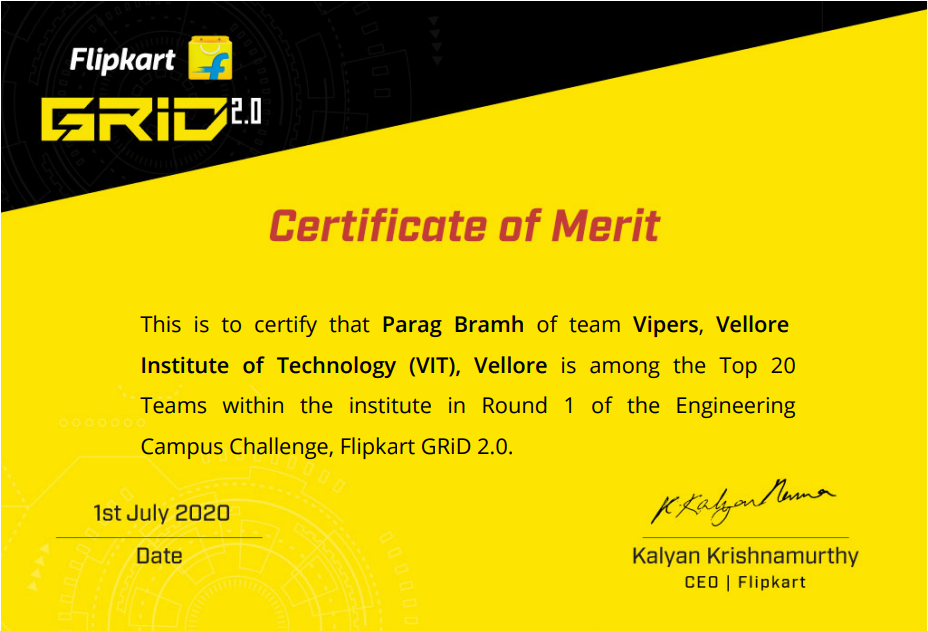 Flipkart
GRiD 2.0
Certificate of Merit
This is to certify that Parag Bramh of team Vipers, Vellore
Institute of Technology (VIT), Vellore is among the Top 20
Teams within the institute in Round 1 of the Engineering
Campus Challenge, Flipkart GRiD 2.0.
K. Kalyan
1st July 2020
Date
Kalyan Krishnamurthy
CEO | Flipkart